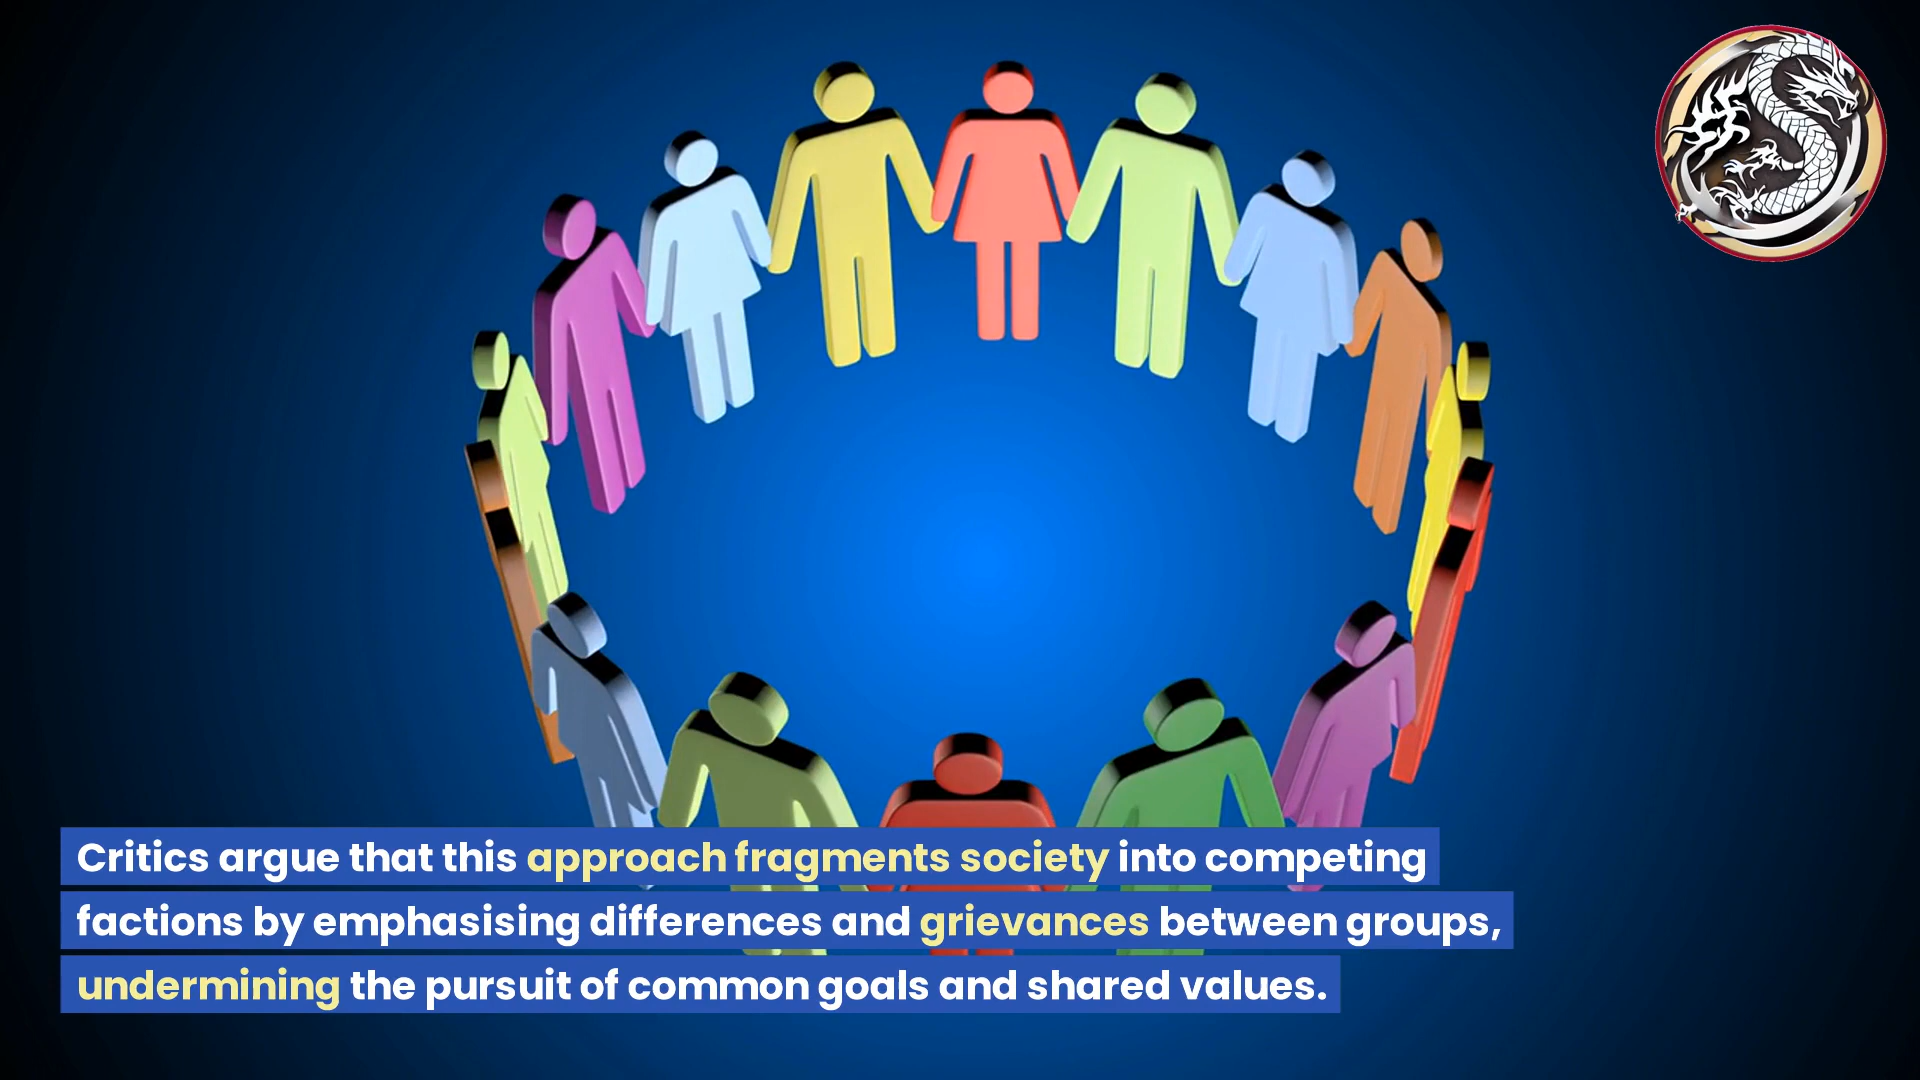 Critics argue that this approach fragments society into competing
factions by emphasising differences and grievances between groups,
undermining the pursuit of common goals and shared values.